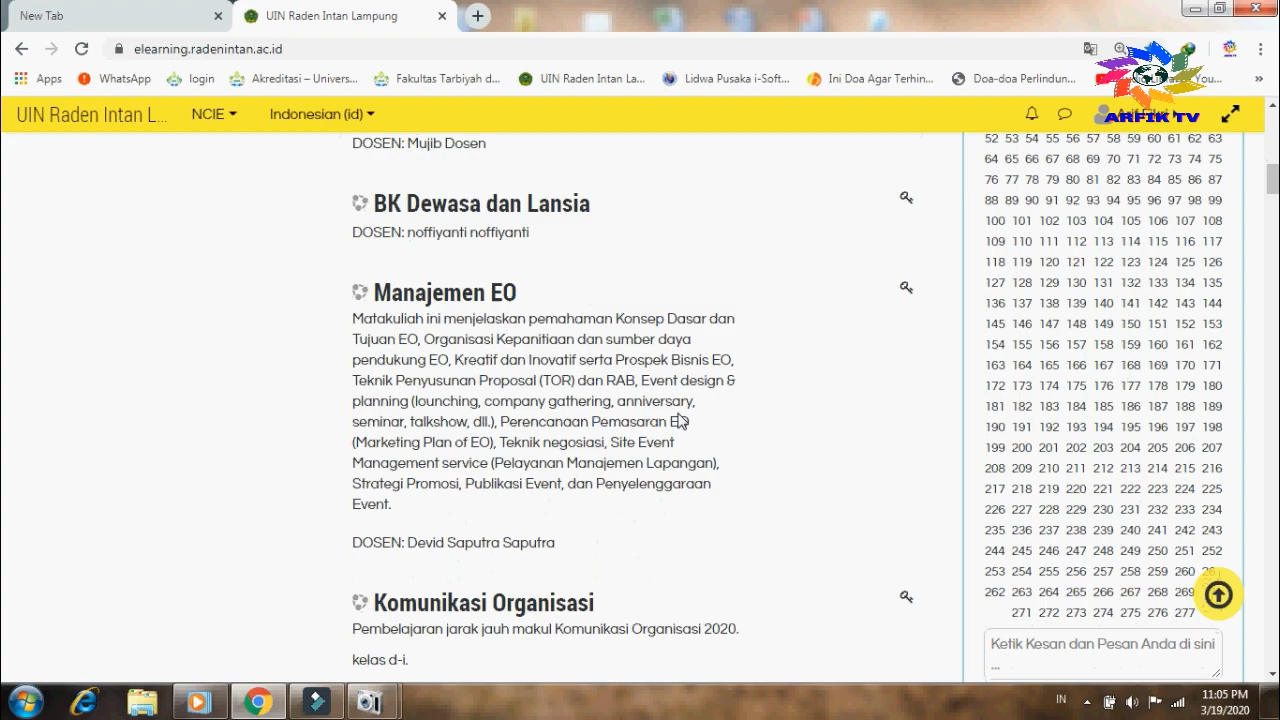 New Tab
UIN Raden Intan Lampung
elearning.radenintan.ac.id
Apps
WhatsApp
login
Akreditasi – Univers...
Fakultas Tarbiyah d...
UIN Raden Intan La...
Lidwa Pusaka i-Soft...
Ini Doa Agar Terhin...
Doa-doa Perlindun...
You...
»
ARFIK TV
UIN Raden Intan L...
NCIE
Indonesian (id)
DOSEN: Mujib Dosen
BK Dewasa dan Lansia
DOSEN: noffiyanti noffiyanti
Manajemen EO
Matakuliah ini menjelaskan pemahaman Konsep Dasar dan
Tujuan EO, Organisasi Kepanitiaan dan sumber daya
pendukung EO, Kreatif dan Inovatif serta Prospek Bisnis EO,
Teknik Penyusunan Proposal (TOR) dan RAB, Event design &
planning (lounching, company gathering, anniversary,
seminar, talkshow, dll.), Perencanaan Pemasaran EO
(Marketing Plan of EO), Teknik negosiasi, Site Event
Management service (Pelayanan Manajemen Lapangan),
Strategi Promosi, Publikasi Event, dan Penyelenggaraan
Event.
DOSEN: Devid Saputra Saputra
Komunikasi Organisasi
Pembelajaran jarak jauh makul Komunikasi Organisasi 2020.
kelas d-i.
52 53 54 55 56 57 58 59 60 61 62 63
64 65 66 67 68 69 70 71 72 73 74 75
76 77 78 79 80 81 82 83 84 85 86 87
88 89 90 91 92 93 94 95 96 97 98 99
100 101 102 103 104 105 106 107 108
109 110 111 112 113 114 115 116 117
118 119 120 121 122 123 124 125 126
127 128 129 130 131 132 133 134 135
136 137 138 139 140 141 142 143 144
145 146 147 148 149 150 151 152 153
154 155 156 157 158 159 160 161 162
163 164 165 166 167 168 169 170 171
172 173 174 175 176 177 178 179 180
181 182 183 184 185 186 187 188 189
190 191 192 193 194 195 196 197 198
199 200 201 202 203 204 205 206 207
208 209 210 211 212 213 214 215 216
217 218 219 220 221 222 223 224 225
226 227 228 229 230 231 232 233 234
235 236 237 238 239 240 241 242 243
244 245 246 247 248 249 250 251 252
253 254 255 256 257 258 259 260
262 263 264 265 266 267 268 269
271 272 273 274 275 276 277
Ketik Kesan dan Pesan Anda di sini
...
IN
11:05 PM
3/19/2020